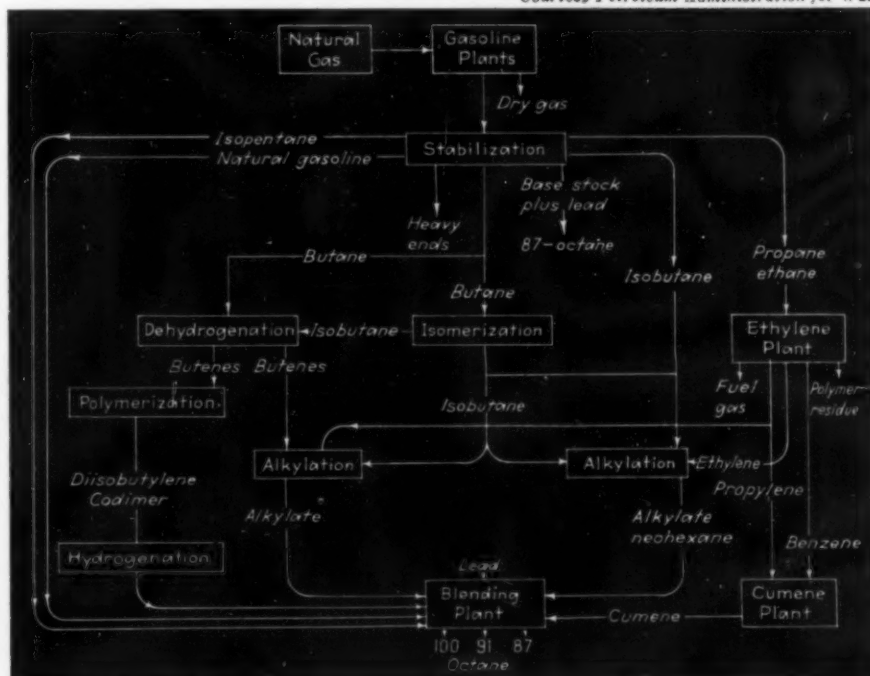 Natural
Gas
Gasoline
Plants
Dry gas
Isopentane
Natural gasoline
Stabilization
Base stock
plus lead
Heavy
ends
87-octane
Propane
ethane
Butane
Isobutane
Butane
Dehydrogenation
Isobutane
Isomerization
Ethylene
Plant
Butenes
Butenes
Fuel
gas
Polymer
residue
Polymerization
Isobutane
Alkylation
Alkylation
Ethylene
Diisobutylene
Codimer
Propylene
Alkylate
Alkylate
neohexane
Benzene
Hydrogenation
Lead
Blending
Plant
Cumene
Cumene
Plant
100 91 87
Octane